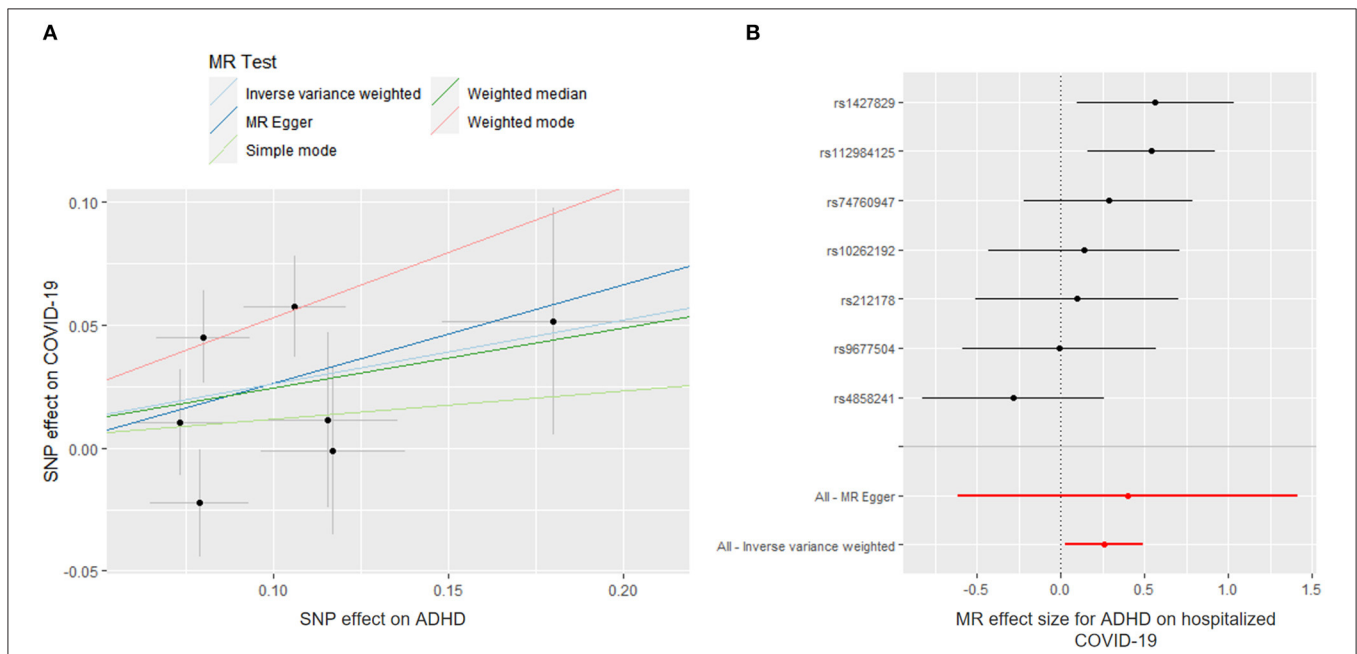 A
MR Test
Inverse variance weighted
Weighted median
MR Egger
Weighted mode
Simple mode
0.10
0.05
0.00
-0.05
SNP effect on COVID-19
0.10
0.15
0.20
SNP effect on ADHD
B
rs1427829
rs112984125
rs74760947
rs10262192
rs212178
rs9677504
rs4858241
All - MR Egger
All - Inverse variance weighted
-0.5
0.0
0.5
1.0
1.5
MR effect size for ADHD on hospitalized
COVID-19